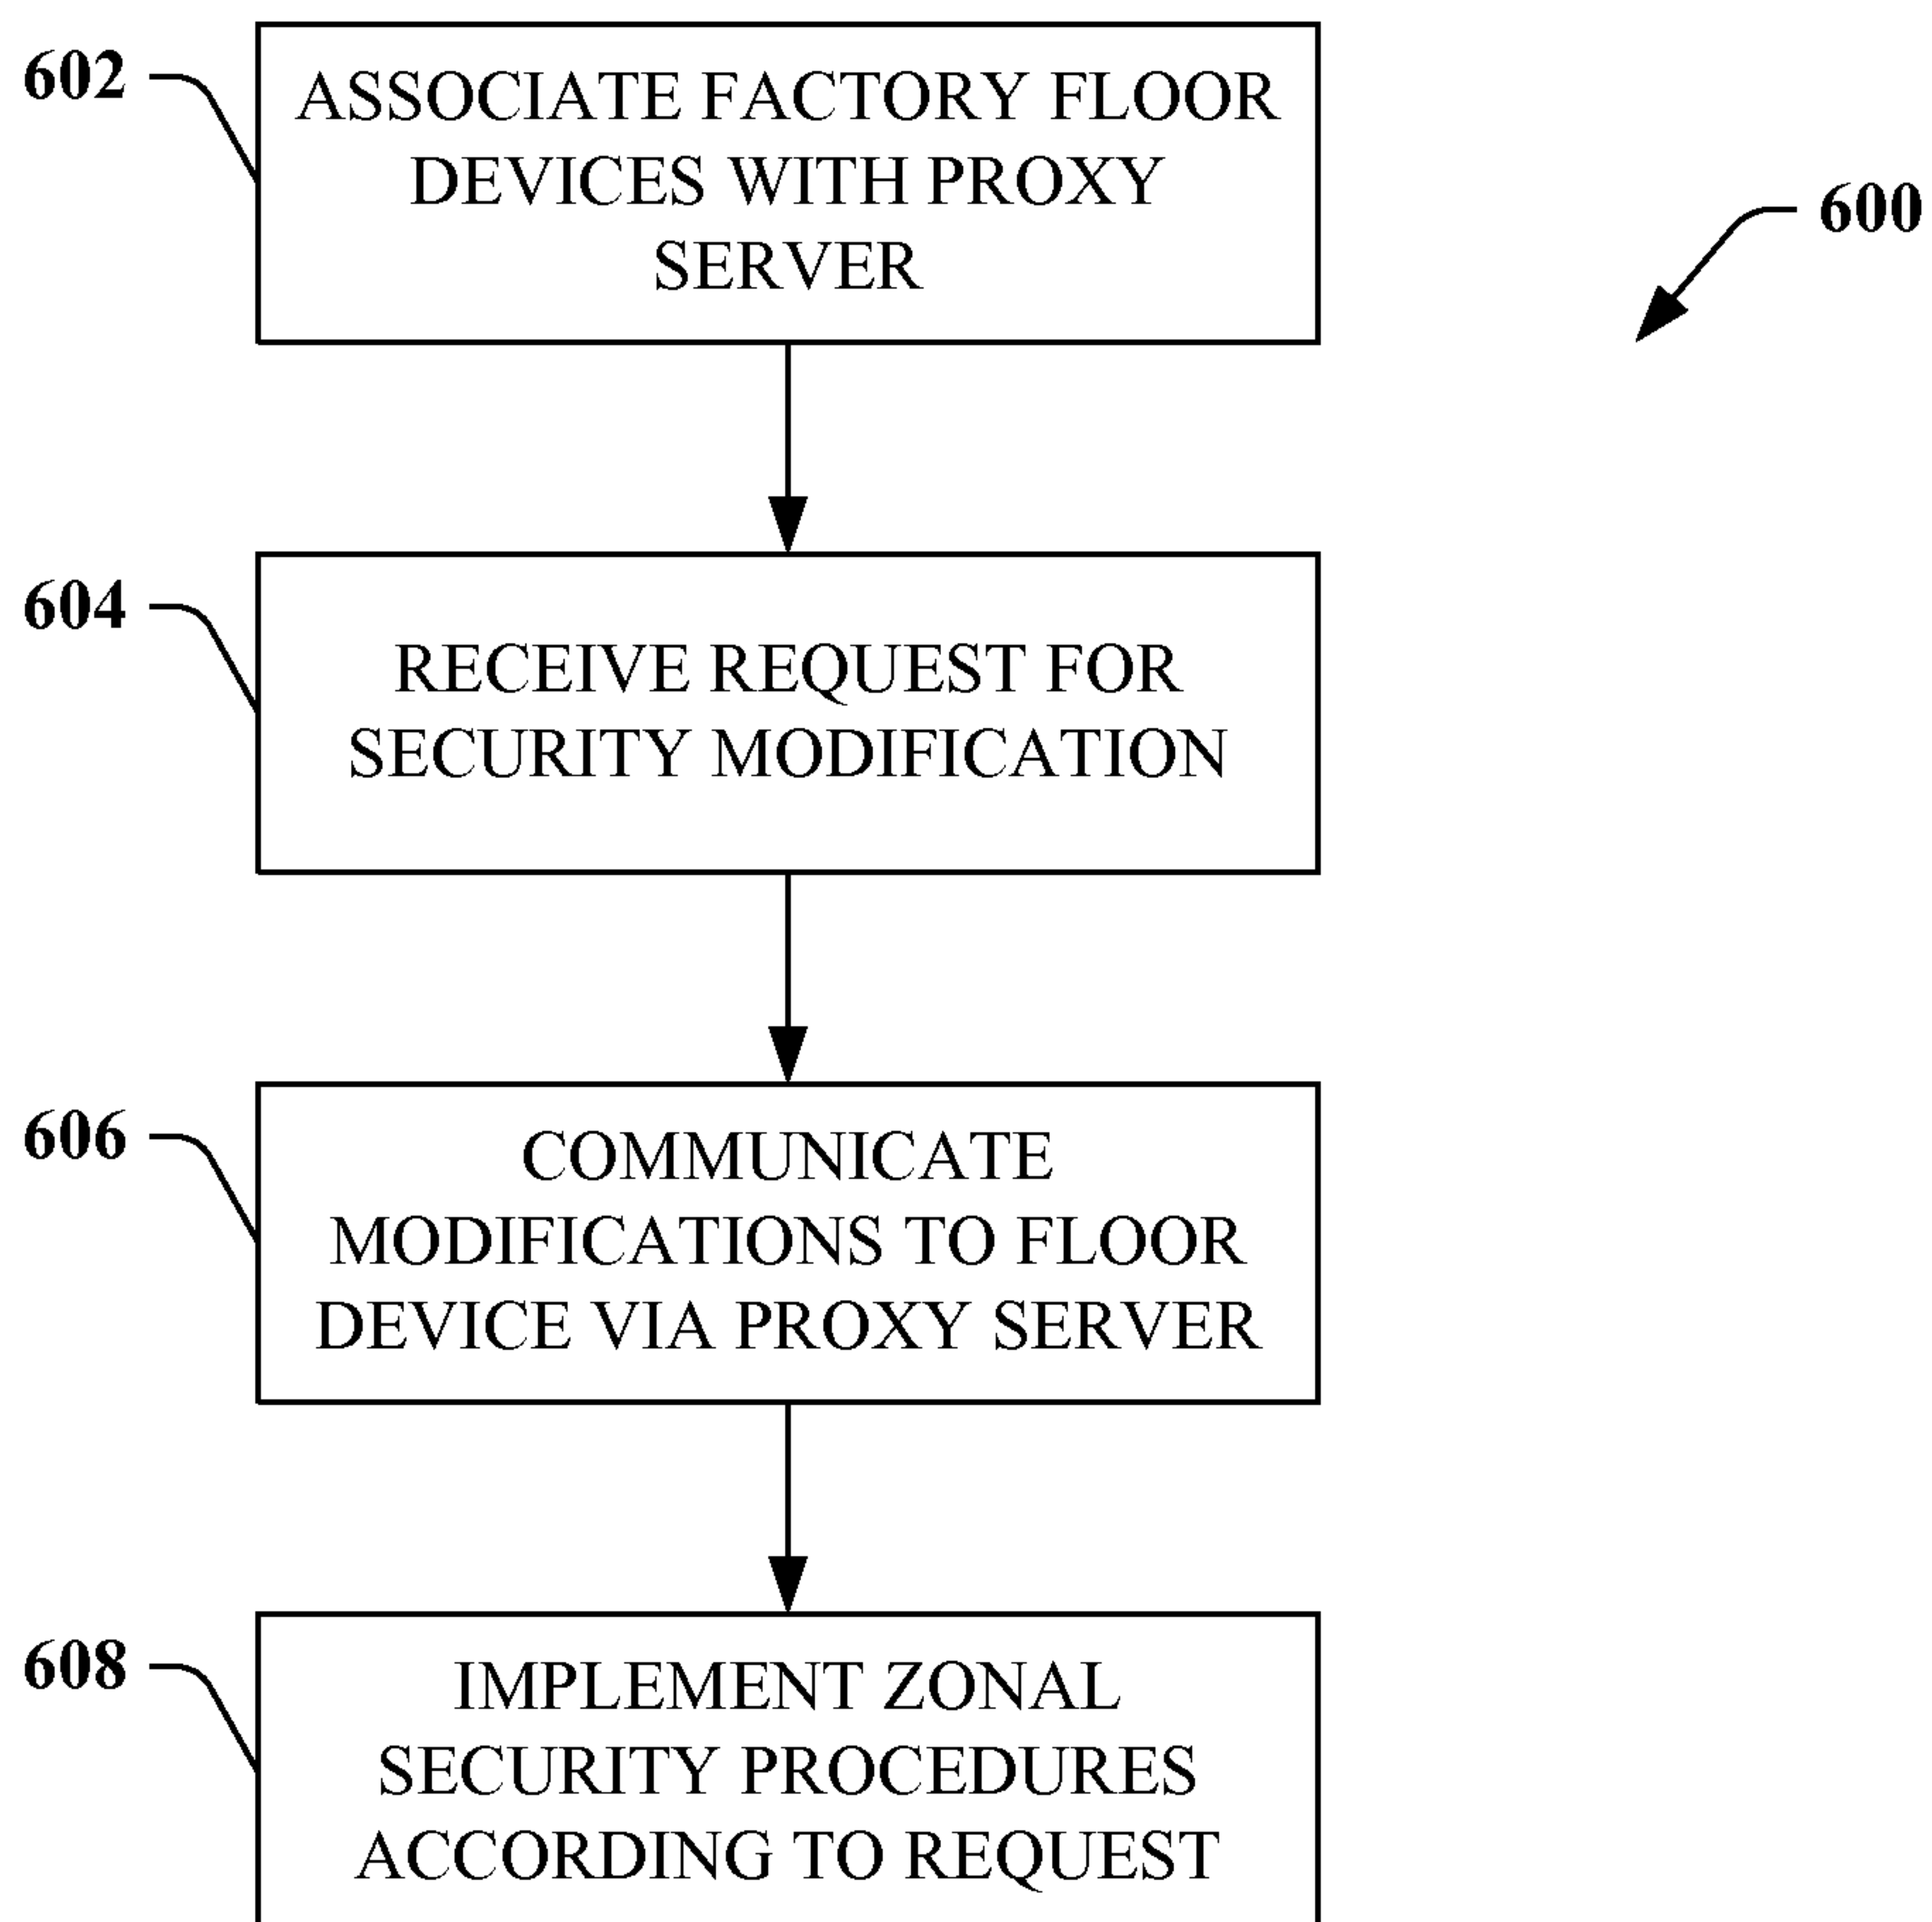 602
ASSOCIATE FACTORY FLOOR
DEVICES WITH PROXY
SERVER
600
604
RECEIVE REQUEST FOR
SECURITY MODIFICATION
606
COMMUNICATE
MODIFICATIONS TO FLOOR
DEVICE VIA PROXY SERVER
608
IMPLEMENT ZONAL
SECURITY PROCEDURES
ACCORDING TO REQUEST